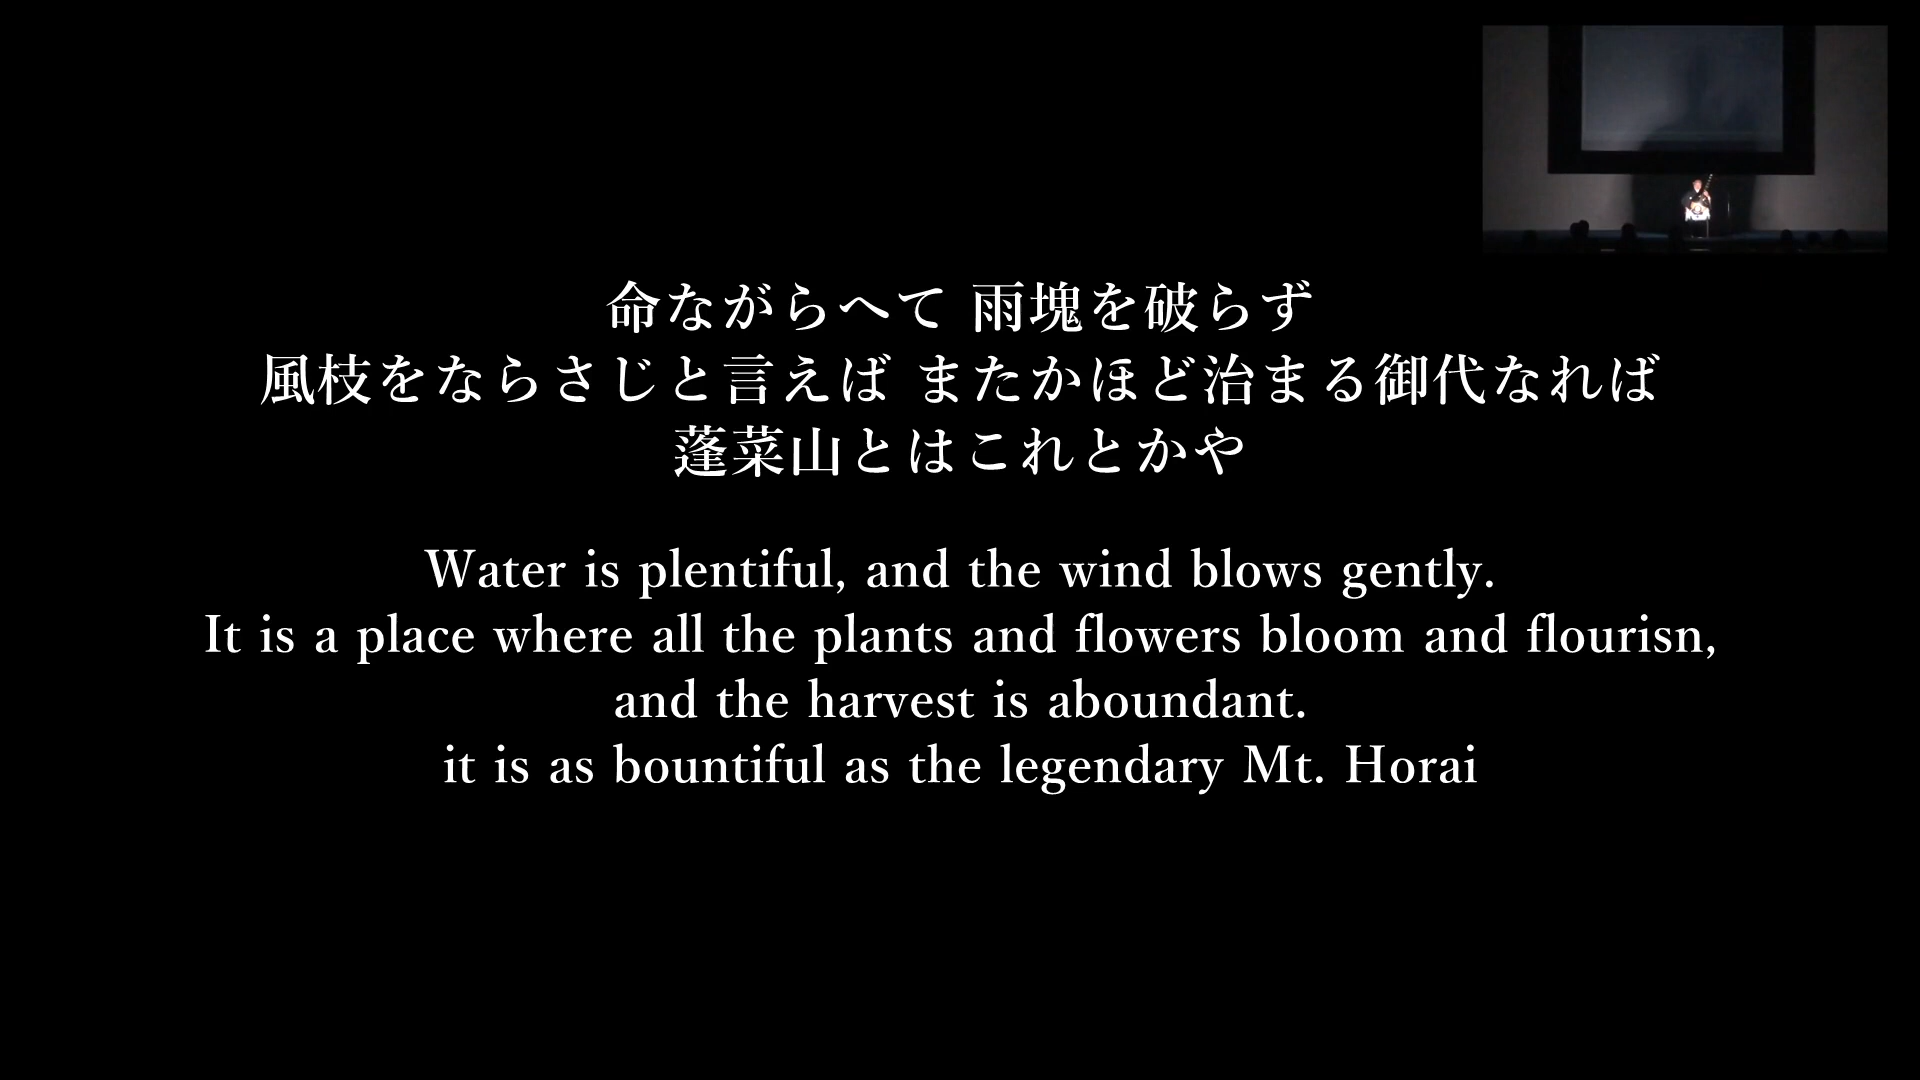 命ながらへて 雨塊を破らず
風枝をならさじと言えば またかほど治まる御代なれば
蓬菜山とはこれとかや
Water is plentiful, and the wind blows gently.
It is a place where all the plants and flowers bloom and flourisn,
and the harvest is aboundant.
it is as bountiful as the legendary Mt. Horai